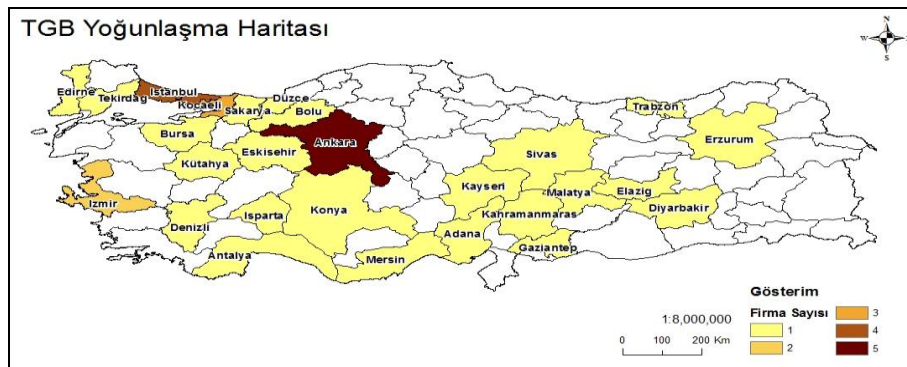 TGB Yoğunlaşma Haritası
N
W E
S
Edirne
Tekirdag
Istanbul
Kocaeli
Sakarya
Düzce
Bolu
Trabzon
Bursa
Ankara
Erzurum
Eskisehir
Sivas
Kütahya
Kayseri
Malatya
Elazig
Izmir
Isparta
Konya
Kahramanmaras
Diyarbakir
Denizli
Adana
Gaziantep
Antalya
Mersin
Gösterim
Firma Sayısı
1
2
3
4
5
1:8,000,000
0 100 200 Km